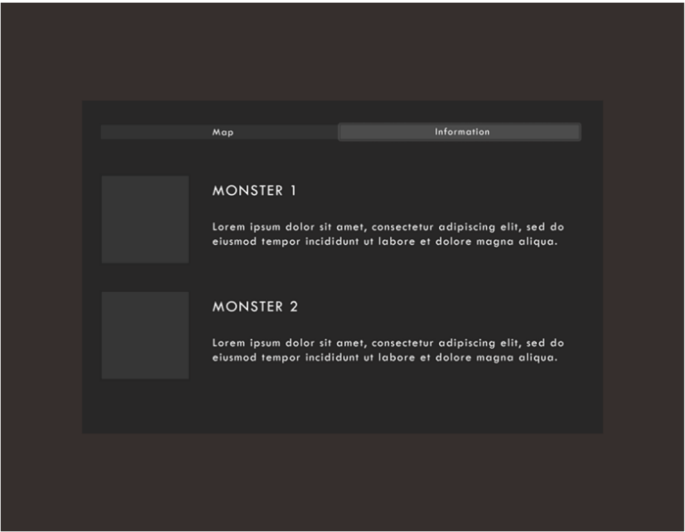 Map
Information
MONSTER 1
Lorem ipsum dolor sit amet, consectetur adipiscing elit, sed do
eiusmod tempor incididunt ut labore et dolore magna aliqua.
MONSTER 2
Lorem ipsum dolor sit amet, consectetur adipiscing elit, sed do
eiusmod tempor incididunt ut labore et dolore magna aliqua.